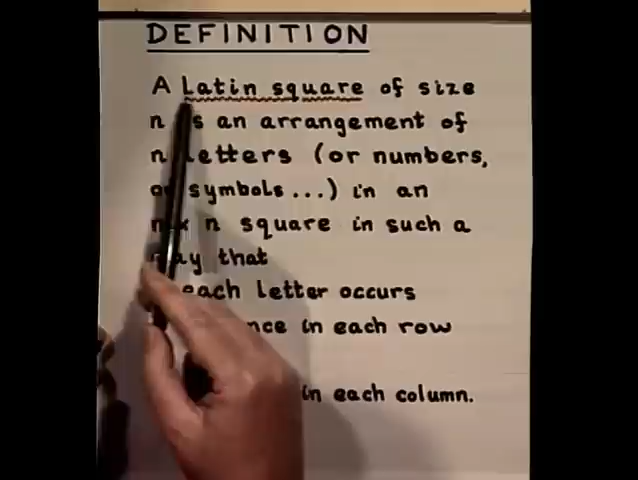 DEFINITION
A Latin square of size
n is an arrangement of
n letters (or numbers,
symbols...) in an
n × n square in such a
way that
each letter occurs
in each row
in each column.